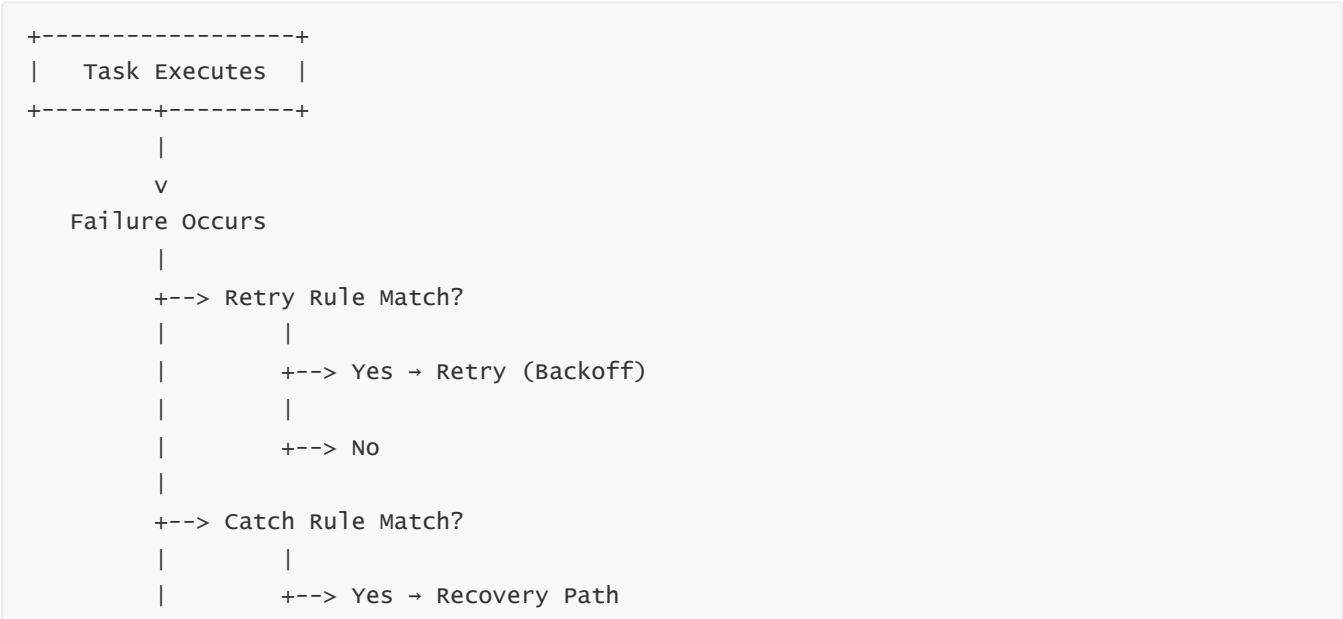 +------------------+
|   Task Executes  |
+--------+---------+
         |
         v
   Failure Occurs
         |
         +--> Retry Rule Match?
         |        |
         |        +--> Yes → Retry (Backoff)
         |        |
         |        +--> No
         |
         +--> Catch Rule Match?
         |        |
         |        +--> Yes → Recovery Path